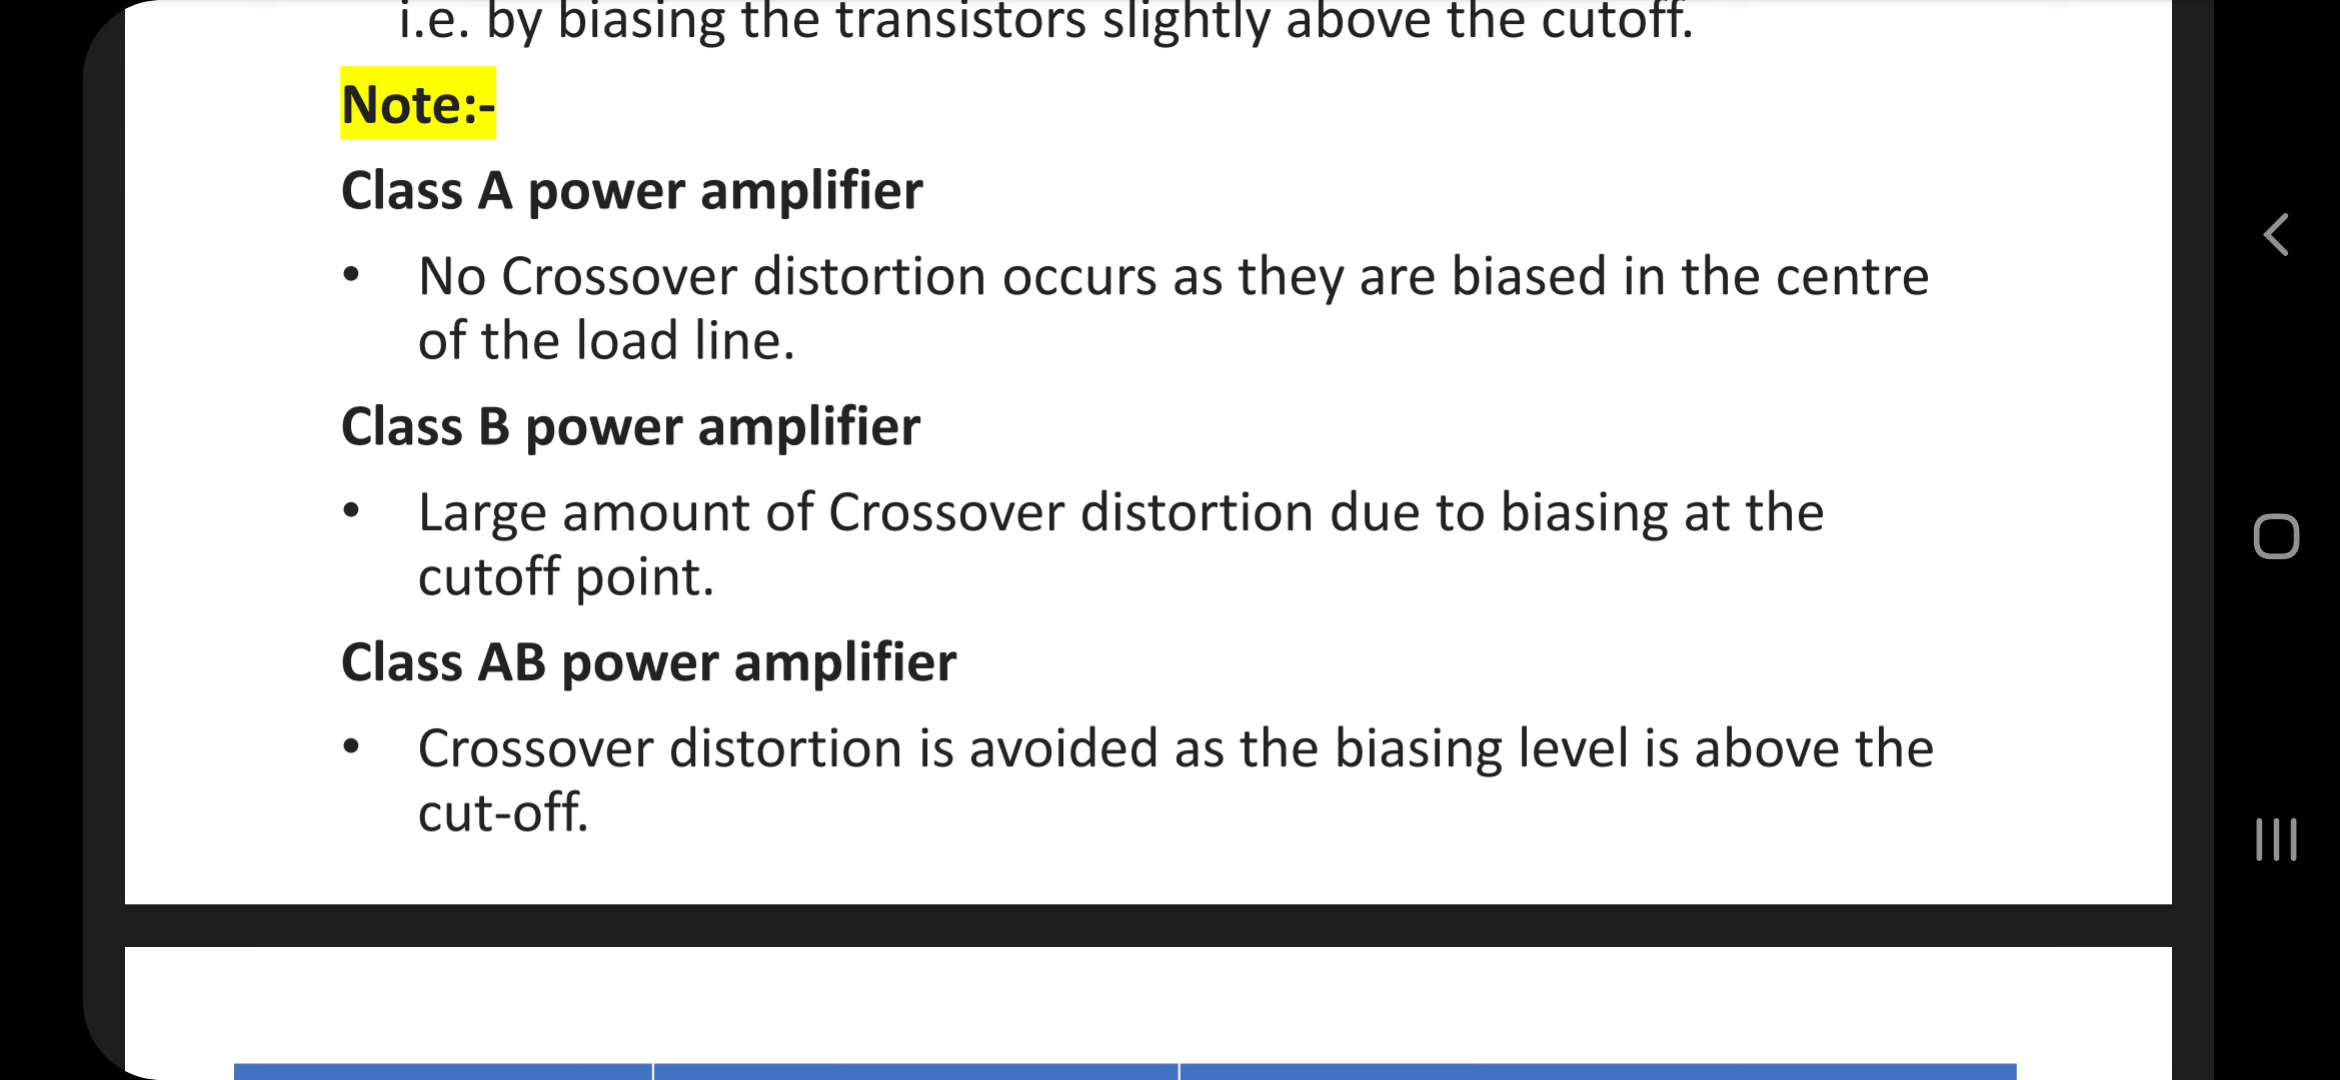 i.e. by biasing the transistors slightly above the cutoff.
Note:-
Class A power amplifier
• No Crossover distortion occurs as they are biased in the centre
of the load line.
Class B power amplifier
• Large amount of Crossover distortion due to biasing at the
cutoff point.
Class AB power amplifier
• Crossover distortion is avoided as the biasing level is above the
cut-off.